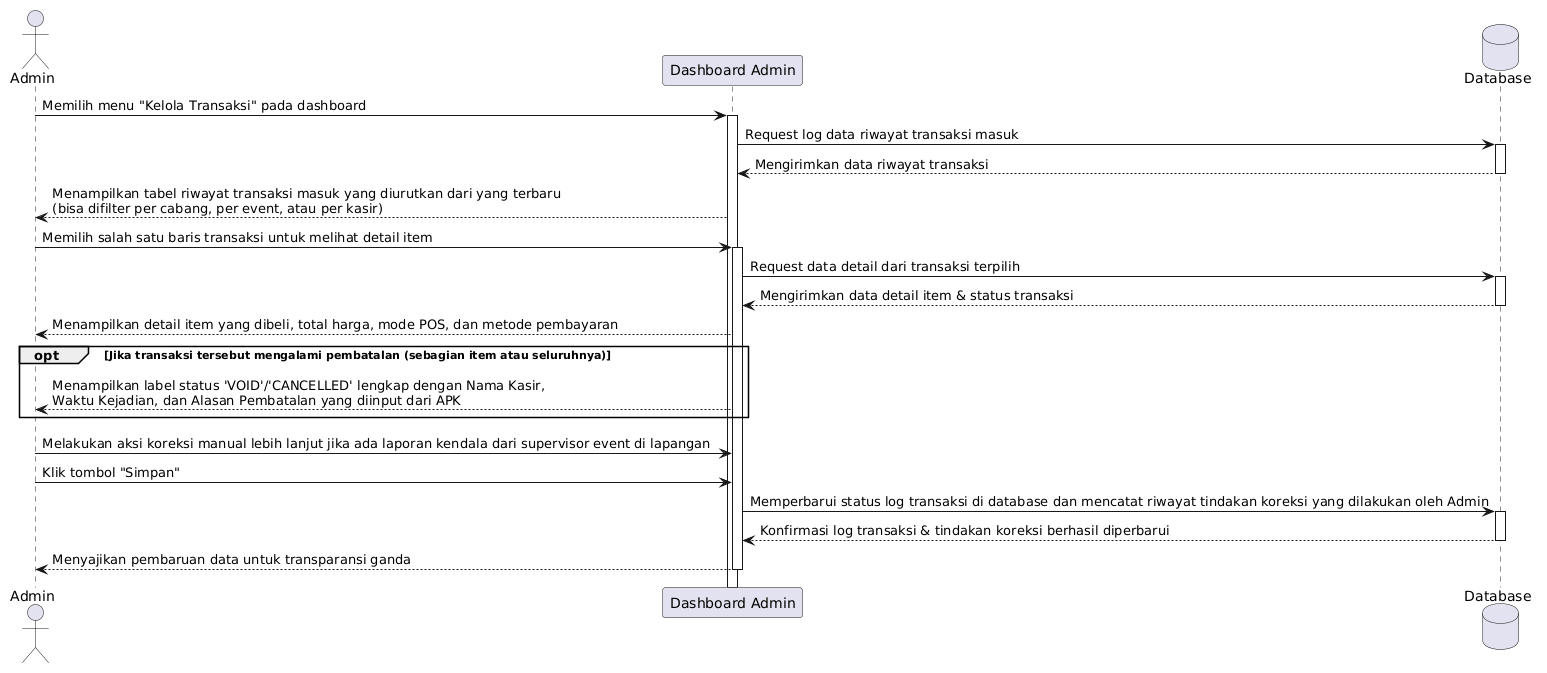 Admin
Dashboard Admin
Database
Memilih menu "Kelola Transaksi" pada dashboard
Request log data riwayat transaksi masuk
Mengirimkan data riwayat transaksi
Menampilkan tabel riwayat transaksi masuk yang diurutkan dari yang terbaru
(bisa difilter per cabang, per event, atau per kasir)
Memilih salah satu baris transaksi untuk melihat detail item
Request data detail dari transaksi terpilih
Mengirimkan data detail item & status transaksi
Menampilkan detail item yang dibeli, total harga, mode POS, dan metode pembayaran
opt [Jika transaksi tersebut mengalami pembatalan (sebagian item atau seluruhnya)]
Menampilkan label status 'VOID'/'CANCELLED' lengkap dengan Nama Kasir,
Waktu Kejadian, dan Alasan Pembatalan yang diinput dari APK
Melakukan aksi koreksi manual lebih lanjut jika ada laporan kendala dari supervisor event di lapangan
Klik tombol "Simpan"
Memperbarui status log transaksi di database dan mencatat riwayat tindakan koreksi yang dilakukan oleh Admin
Konfirmasi log transaksi & tindakan koreksi berhasil diperbarui
Menyajikan pembaruan data untuk transparansi ganda
Admin
Dashboard Admin
Database